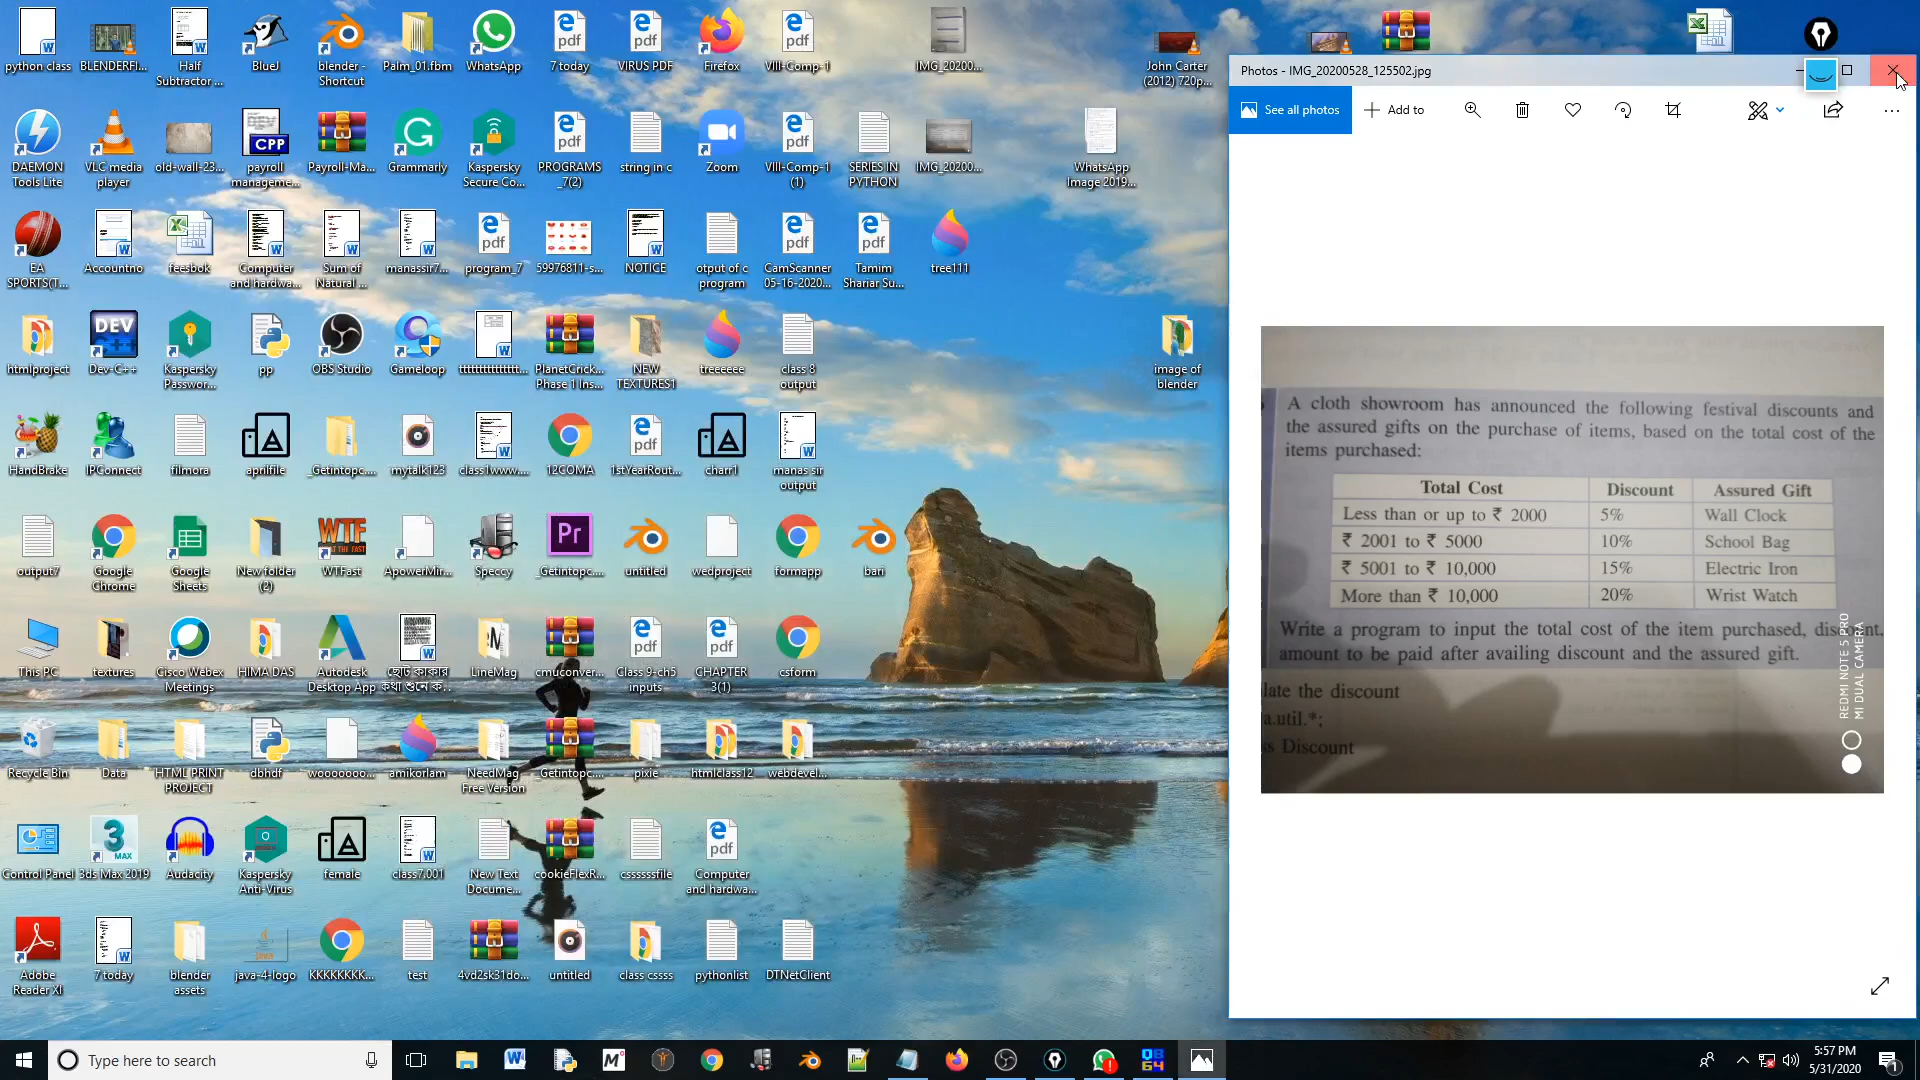 python class
BLENDERFI...
Half
Subtractor ...
BlueJ
blender -
Shortcut
Palm_01.fbm
WhatsApp
7 today
VIRUS PDF
Firefox
VIII-Comp-1
IMG_20200...
John Carter
(2012) 720p...
DAEMON
Tools Lite
VLC media
player
old-wall-23...
payroll
manageme...
Payroll-Ma...
Grammarly
Kaspersky
Secure Co...
PROGRAMS
_7(2)
string in c
Zoom
VIII-Comp-1
(1)
SERIES IN
PYTHON
IMG_20200...
WhatsApp
Image 2019...
EA
SPORTS(T...
Accountno
feesbok
Computer
and hardwa...
Sum of
Natural ...
manassir7...
program_7
59976811-s...
NOTICE
otput of c
program
CamScanner
05-16-2020...
Tamim
Shariar Su...
tree111
htmlproject
Dev-C++
Kaspersky
Passwor...
pp
OBS Studio
Gameloop
PlanetCrick...
Phase 1 Ins...
NEW
TEXTURES1
treeeeee
class 8
output
image of
blender
HandBrake
IPConnect
filmora
aprilfile
_Getintopc....
mytalk123
class1www....
12COMA
1stYearRout...
charr1
manas sir
output
output7
Google
Chrome
Google
Sheets
New folder
(2)
WTFast
ApowerMir...
Speccy
_Getintopc....
untitled
wedproject
formapp
bari
This PC
textures
Cisco Webex
Meetings
HIMA DAS
Autodesk
Desktop App
ছোট কাকার
কথা শুনে ক...
LineMag
cmuconver...
Class 9-ch5
inputs
CHAPTER
3(1)
csform
Recycle Bin
Data
HTML PRINT
PROJECT
dbhdf
wooooooo...
amikorlam
NeedMag
Free Version
_Getintopc....
pixie
htmlclass12
webdevel...
Control Panel
3ds Max 2019
Audacity
Kaspersky
Anti-Virus
female
class7.001
New Text
Docume...
cookieFlexR...
cssssssfile
Computer
and hardwa...
Adobe
Reader XI
7 today
blender
assets
java-4-logo
KKKKKKKK...
test
4vd2sk31do...
untitled
class cssss
pythonlist
DTNetClient
Photos - IMG_20200528_125502.jpg
See all photos
Add to
A cloth showroom has announced the following festival discounts and
the assured gifts on the purchase of items, based on the total cost of the
items purchased:
Total Cost Discount Assured Gift
Less than or up to ₹ 2000 5% Wall Clock
₹ 2001 to ₹ 5000 10% School Bag
₹ 5001 to ₹ 10,000 15% Electric Iron
More than ₹ 10,000 20% Wrist Watch
Write a program to input the total cost of the item purchased, discount,
amount to be paid after availing discount and the assured gift.
late the discount
a.util.*;
ss Discount
REDMI NOTE 5 PRO
MI DUAL CAMERA
Type here to search
5:57 PM
5/31/2020